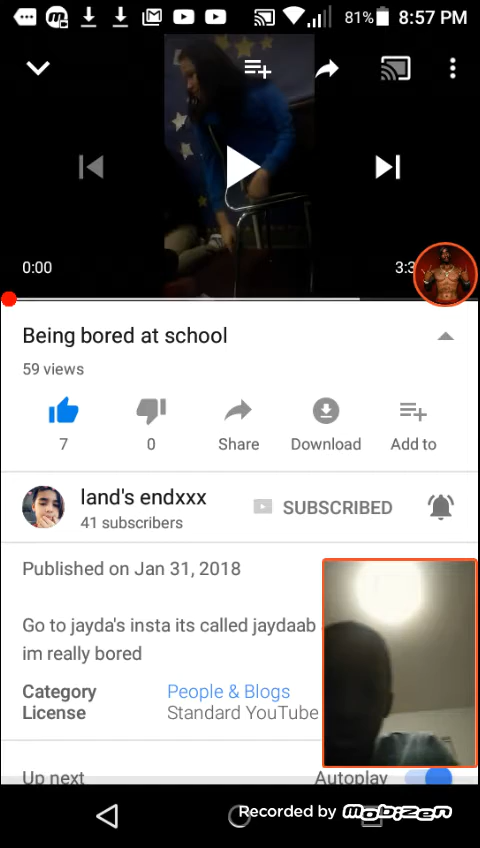 81% 8:57 PM
0:00 3:3
Being bored at school
59 views
7 0 Share Download Add to
land's endxxx
41 subscribers
SUBSCRIBED
Published on Jan 31, 2018
Go to jayda's insta its called jaydaab
im really bored
Category People & Blogs
License Standard YouTube
Up next Autoplay
Recorded by MOBIZEN